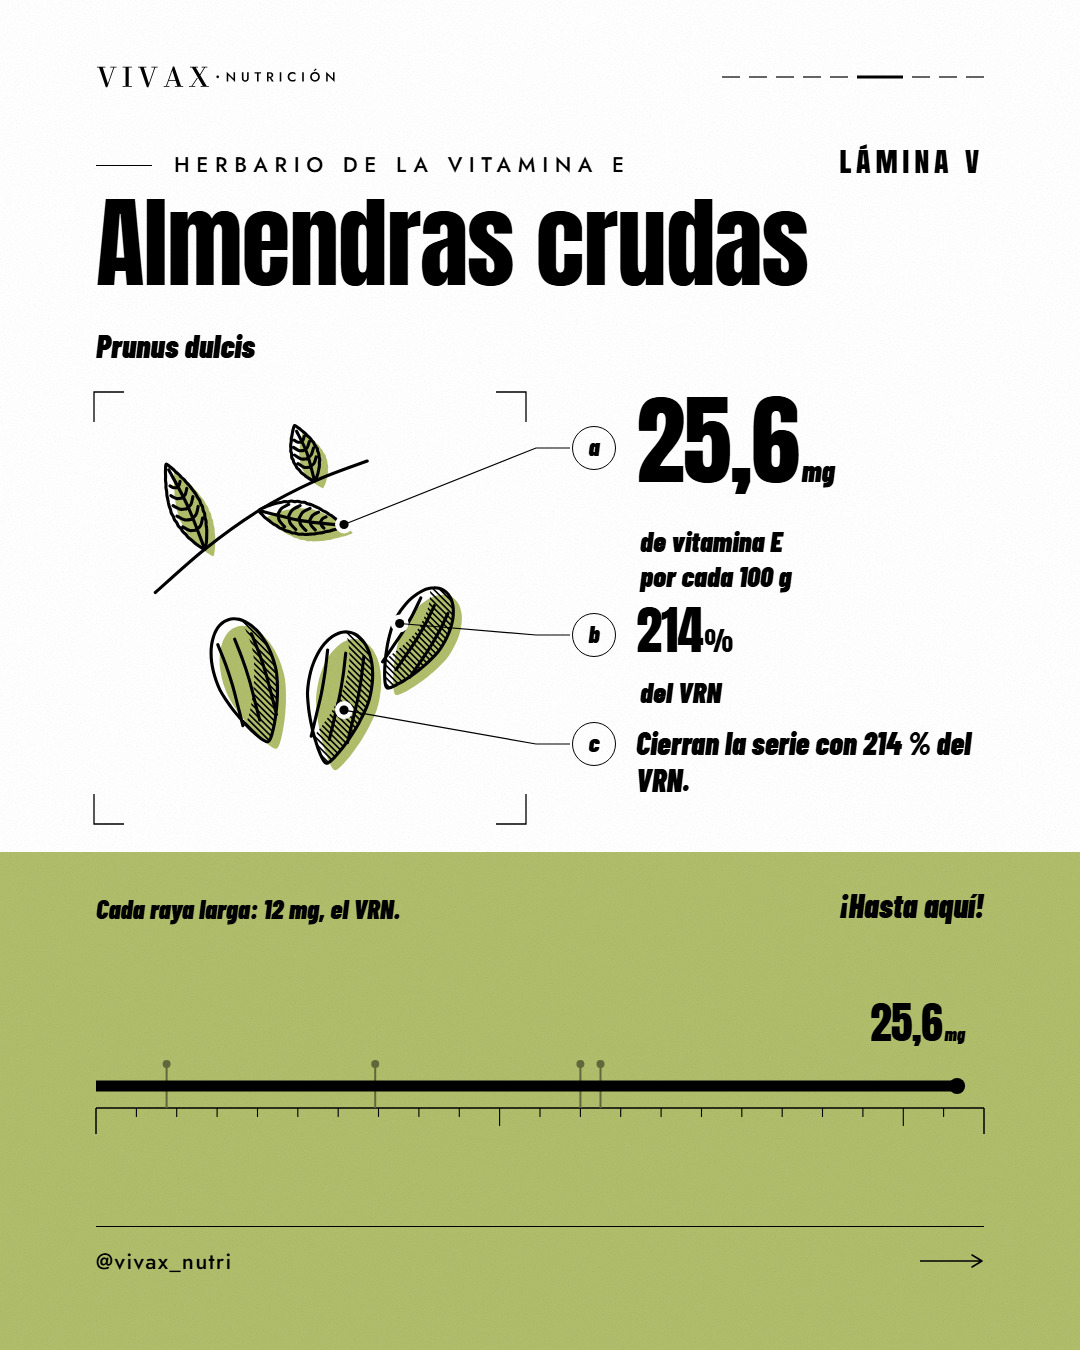 VIVAX·NUTRICIÓN
HERBARIO DE LA VITAMINA E
LÁMINA V
Almendras crudas
Prunus dulcis
a
25,6mg
de vitamina E
por cada 100 g
b
214%
del VRN
c
Cierran la serie con 214 % del
VRN.
Cada raya larga: 12 mg, el VRN.
¡Hasta aquí!
25,6mg
@vivax_nutri